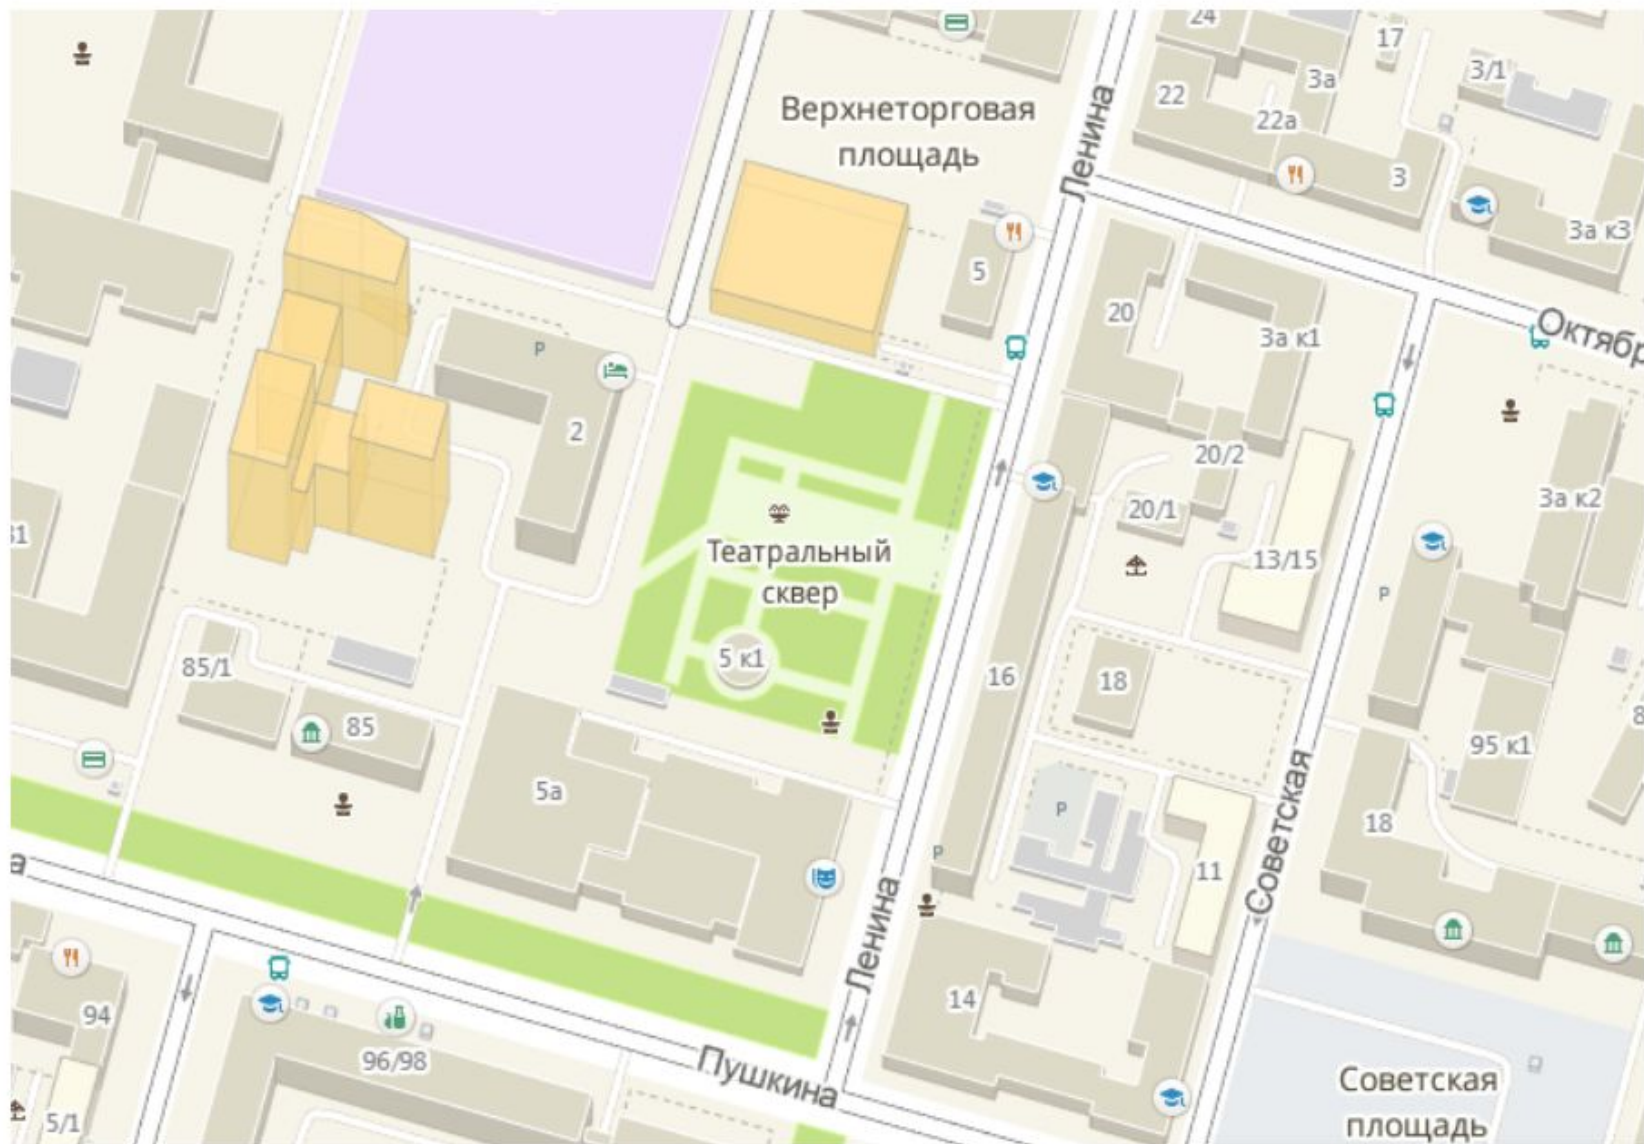 24
17
3/1
3а
22
22а
3
3а к3
Верхнеторговая
площадь
Ленина
5
20
3а к1
Р
2
20/2
20/1
3а к2
13/15
Р
Театральный
сквер
5 к1
16
18
85/1
85
95 к1
5а
Р
Р
18
11
Советская
Ленина
14
94
96/98
Пушкина
5/1
Советская
площадь